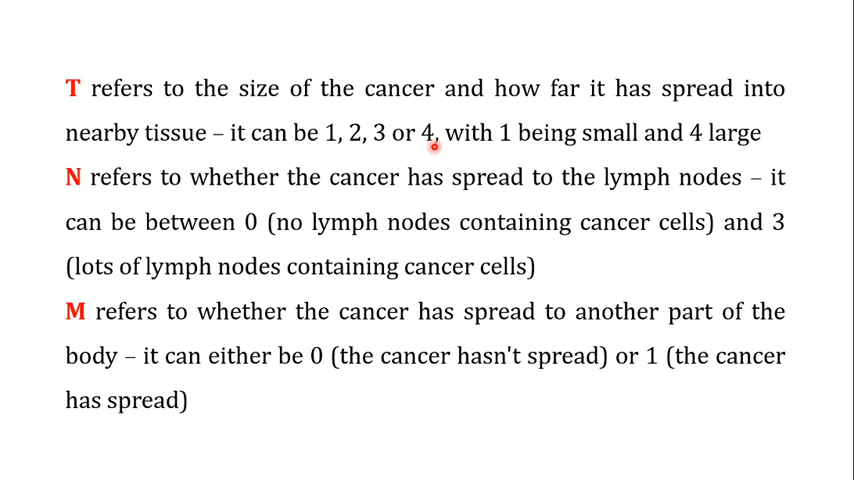 T refers to the size of the cancer and how far it has spread into
nearby tissue – it can be 1, 2, 3 or 4, with 1 being small and 4 large
N refers to whether the cancer has spread to the lymph nodes – it
can be between 0 (no lymph nodes containing cancer cells) and 3
(lots of lymph nodes containing cancer cells)
M refers to whether the cancer has spread to another part of the
body – it can either be 0 (the cancer hasn't spread) or 1 (the cancer
has spread)